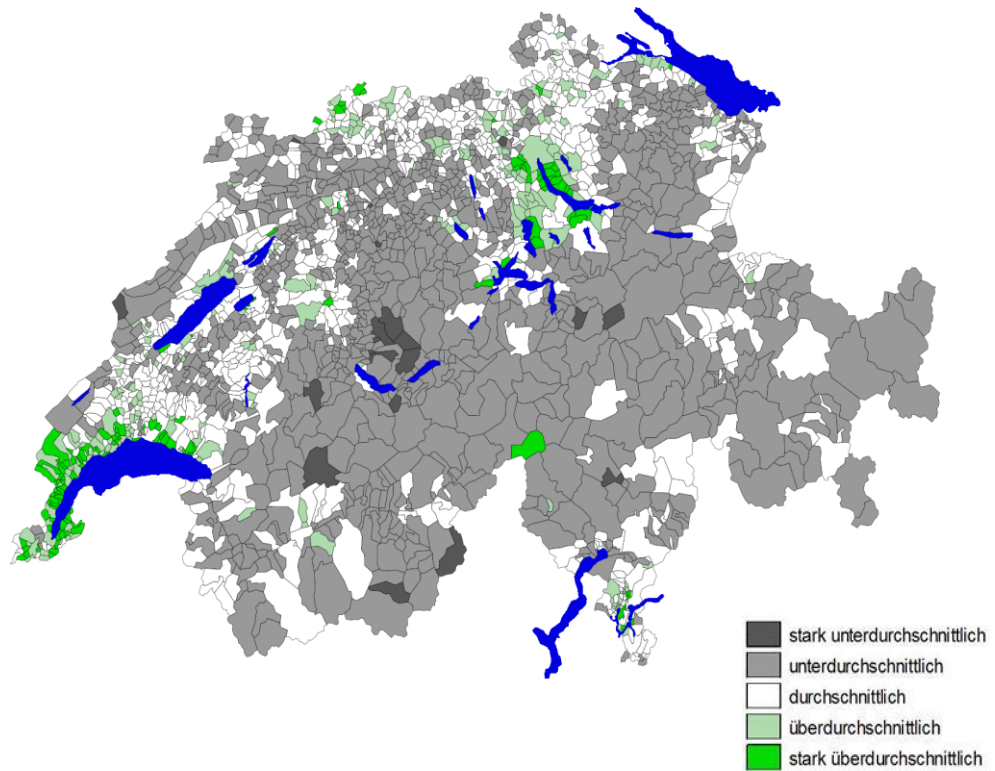 stark unterdurchschnittlich
unterdurchschnittlich
durchschnittlich
überdurchschnittlich
stark überdurchschnittlich